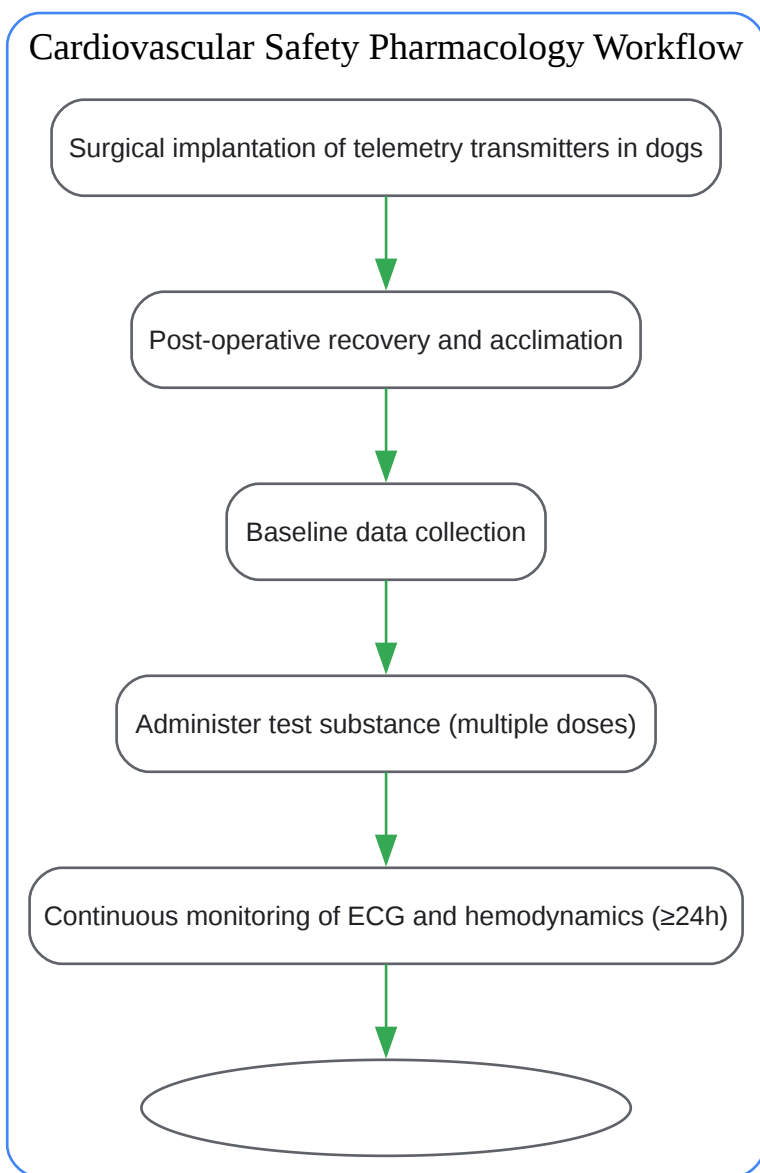 Cardiovascular Safety Pharmacology Workflow
Surgical implantation of telemetry transmitters in dogs
Post-operative recovery and acclimation
Baseline data collection
Administer test substance (multiple doses)
Continuous monitoring of ECG and hemodynamics (≥24h)